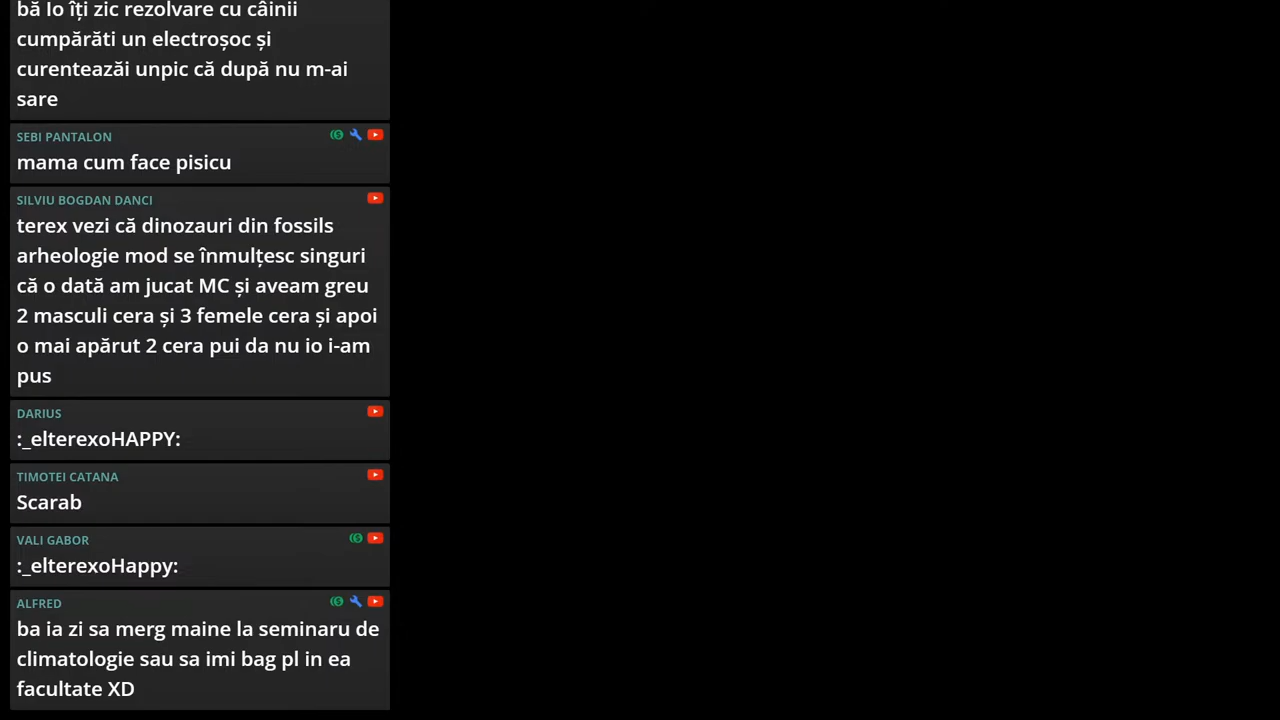 bă Io îți zic rezolvare cu câinii
cumpărăti un electroșoc și
curentează​i unpic că după nu m-ai
sare
SEBI PANTALON
mama cum face pisicu
SILVIU BOGDAN DANCI
terex vezi că dinozauri din fossils
arheologie mod se înmulțesc singuri
că o dată am jucat MC și aveam greu
2 masculi cera și 3 femele cera și apoi
o mai apărut 2 cera pui da nu io i-am
pus
DARIUS
:_elterexoHAPPY:
TIMOTEI CATANA
Scarab
VALI GABOR
:_elterexoHappy:
ALFRED
ba ia zi sa merg maine la seminaru de
climatologie sau sa imi bag pl in ea
facultate XD